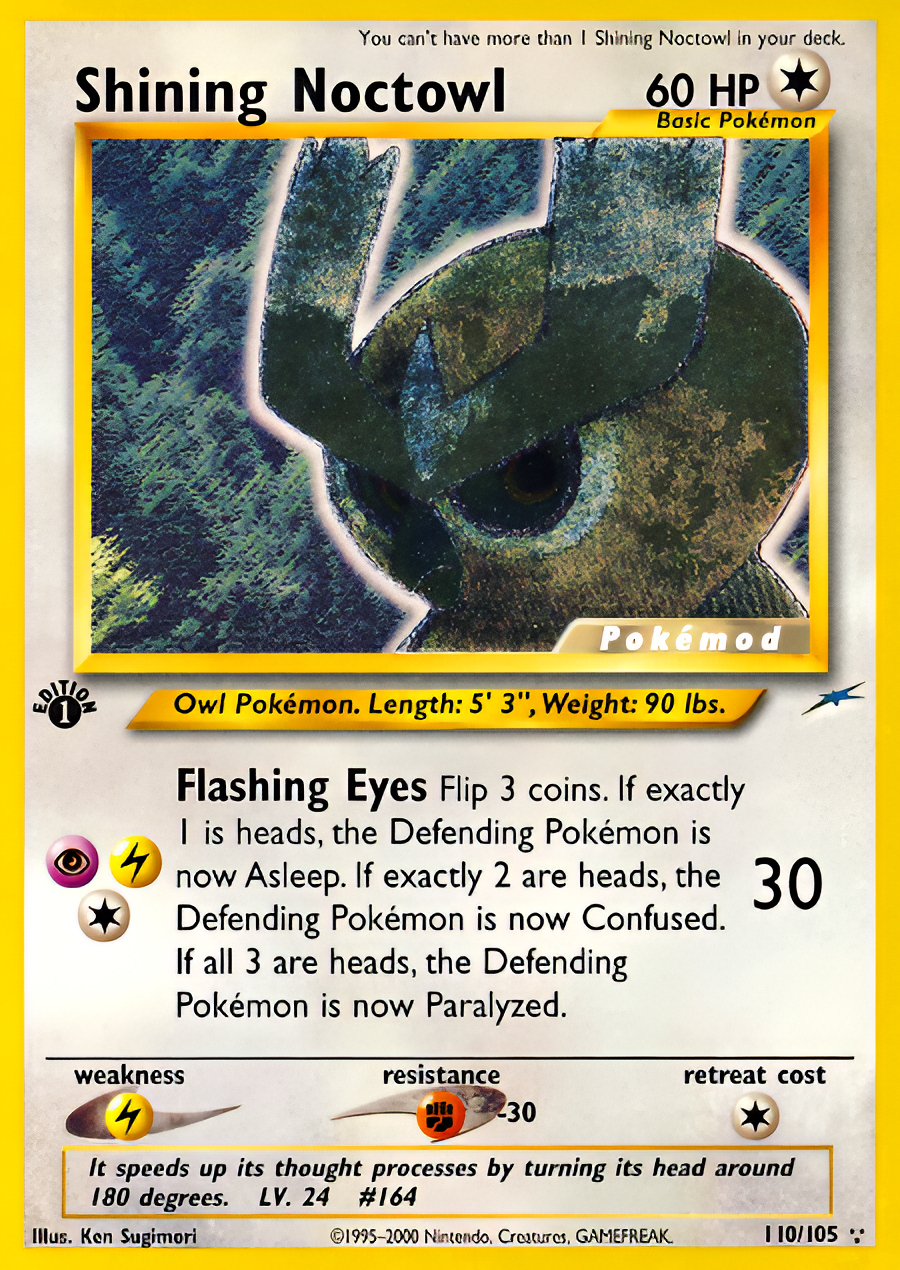 You can't have more than 1 Shining Noctowl in your deck.
Shining Noctowl 60 HP
Basic Pokémon
Pokémod
EDITION
1
Owl Pokémon. Length: 5' 3", Weight: 90 lbs.
Flashing Eyes Flip 3 coins. If exactly
1 is heads, the Defending Pokémon is
now Asleep. If exactly 2 are heads, the
Defending Pokémon is now Confused.
If all 3 are heads, the Defending
Pokémon is now Paralyzed.
30
weakness resistance retreat cost
-30
It speeds up its thought processes by turning its head around
180 degrees. LV. 24 #164
Illus. Ken Sugimori ©1995-2000 Nintendo, Creatures, GAMEFREAK. 110/105